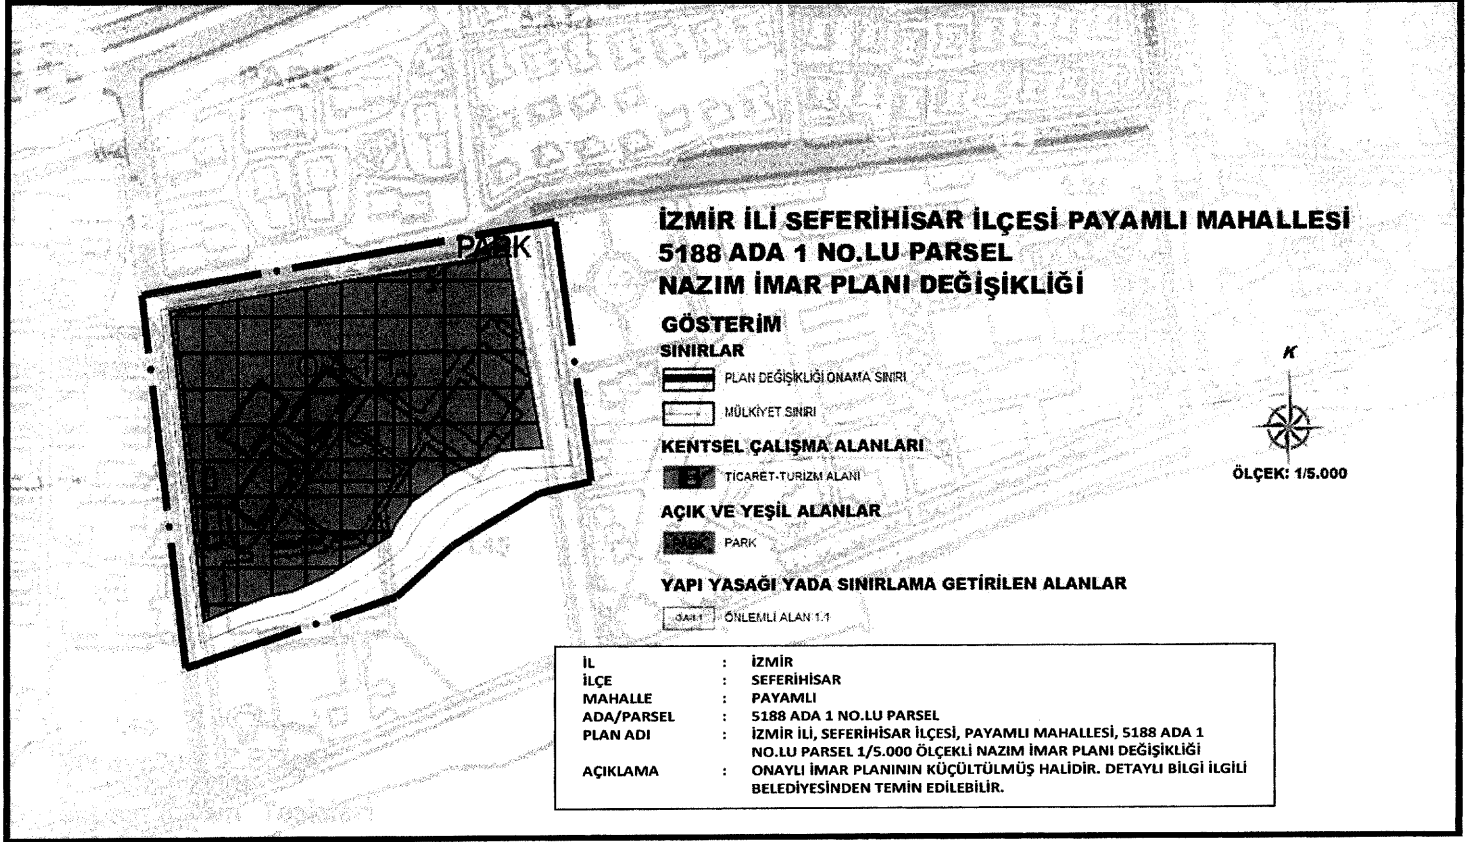 PARK
İZMİR İLİ SEFERİHİSAR İLÇESİ PAYAMLI MAHALLESİ
5188 ADA 1 NO.LU PARSEL
NAZIM İMAR PLANI DEĞİŞİKLİĞİ
GÖSTERİM
SINIRLAR
PLAN DEĞİŞİKLİĞİ ONAMA SINIRI
MÜLKİYET SINIRI
KENTSEL ÇALIŞMA ALANLARI
TİCARET-TURİZM ALANI
AÇIK VE YEŞİL ALANLAR
PARK
YAPI YASAĞI YADA SINIRLAMA GETİRİLEN ALANLAR
ÖA-1.1 ÖNLEMLİ ALAN 1.1
K
ÖLÇEK: 1/5.000
İL : İZMİR
İLÇE : SEFERİHİSAR
MAHALLE : PAYAMLI
ADA/PARSEL : 5188 ADA 1 NO.LU PARSEL
PLAN ADI : İZMİR İLİ, SEFERİHİSAR İLÇESİ, PAYAMLI MAHALLESİ, 5188 ADA 1
NO.LU PARSEL 1/5.000 ÖLÇEKLİ NAZIM İMAR PLANI DEĞİŞİKLİĞİ
AÇIKLAMA : ONAYLI İMAR PLANININ KÜÇÜLTÜLMÜŞ HALİDİR. DETAYLI BİLGİ İLGİLİ
BELEDİYESİNDEN TEMİN EDİLEBİLİR.